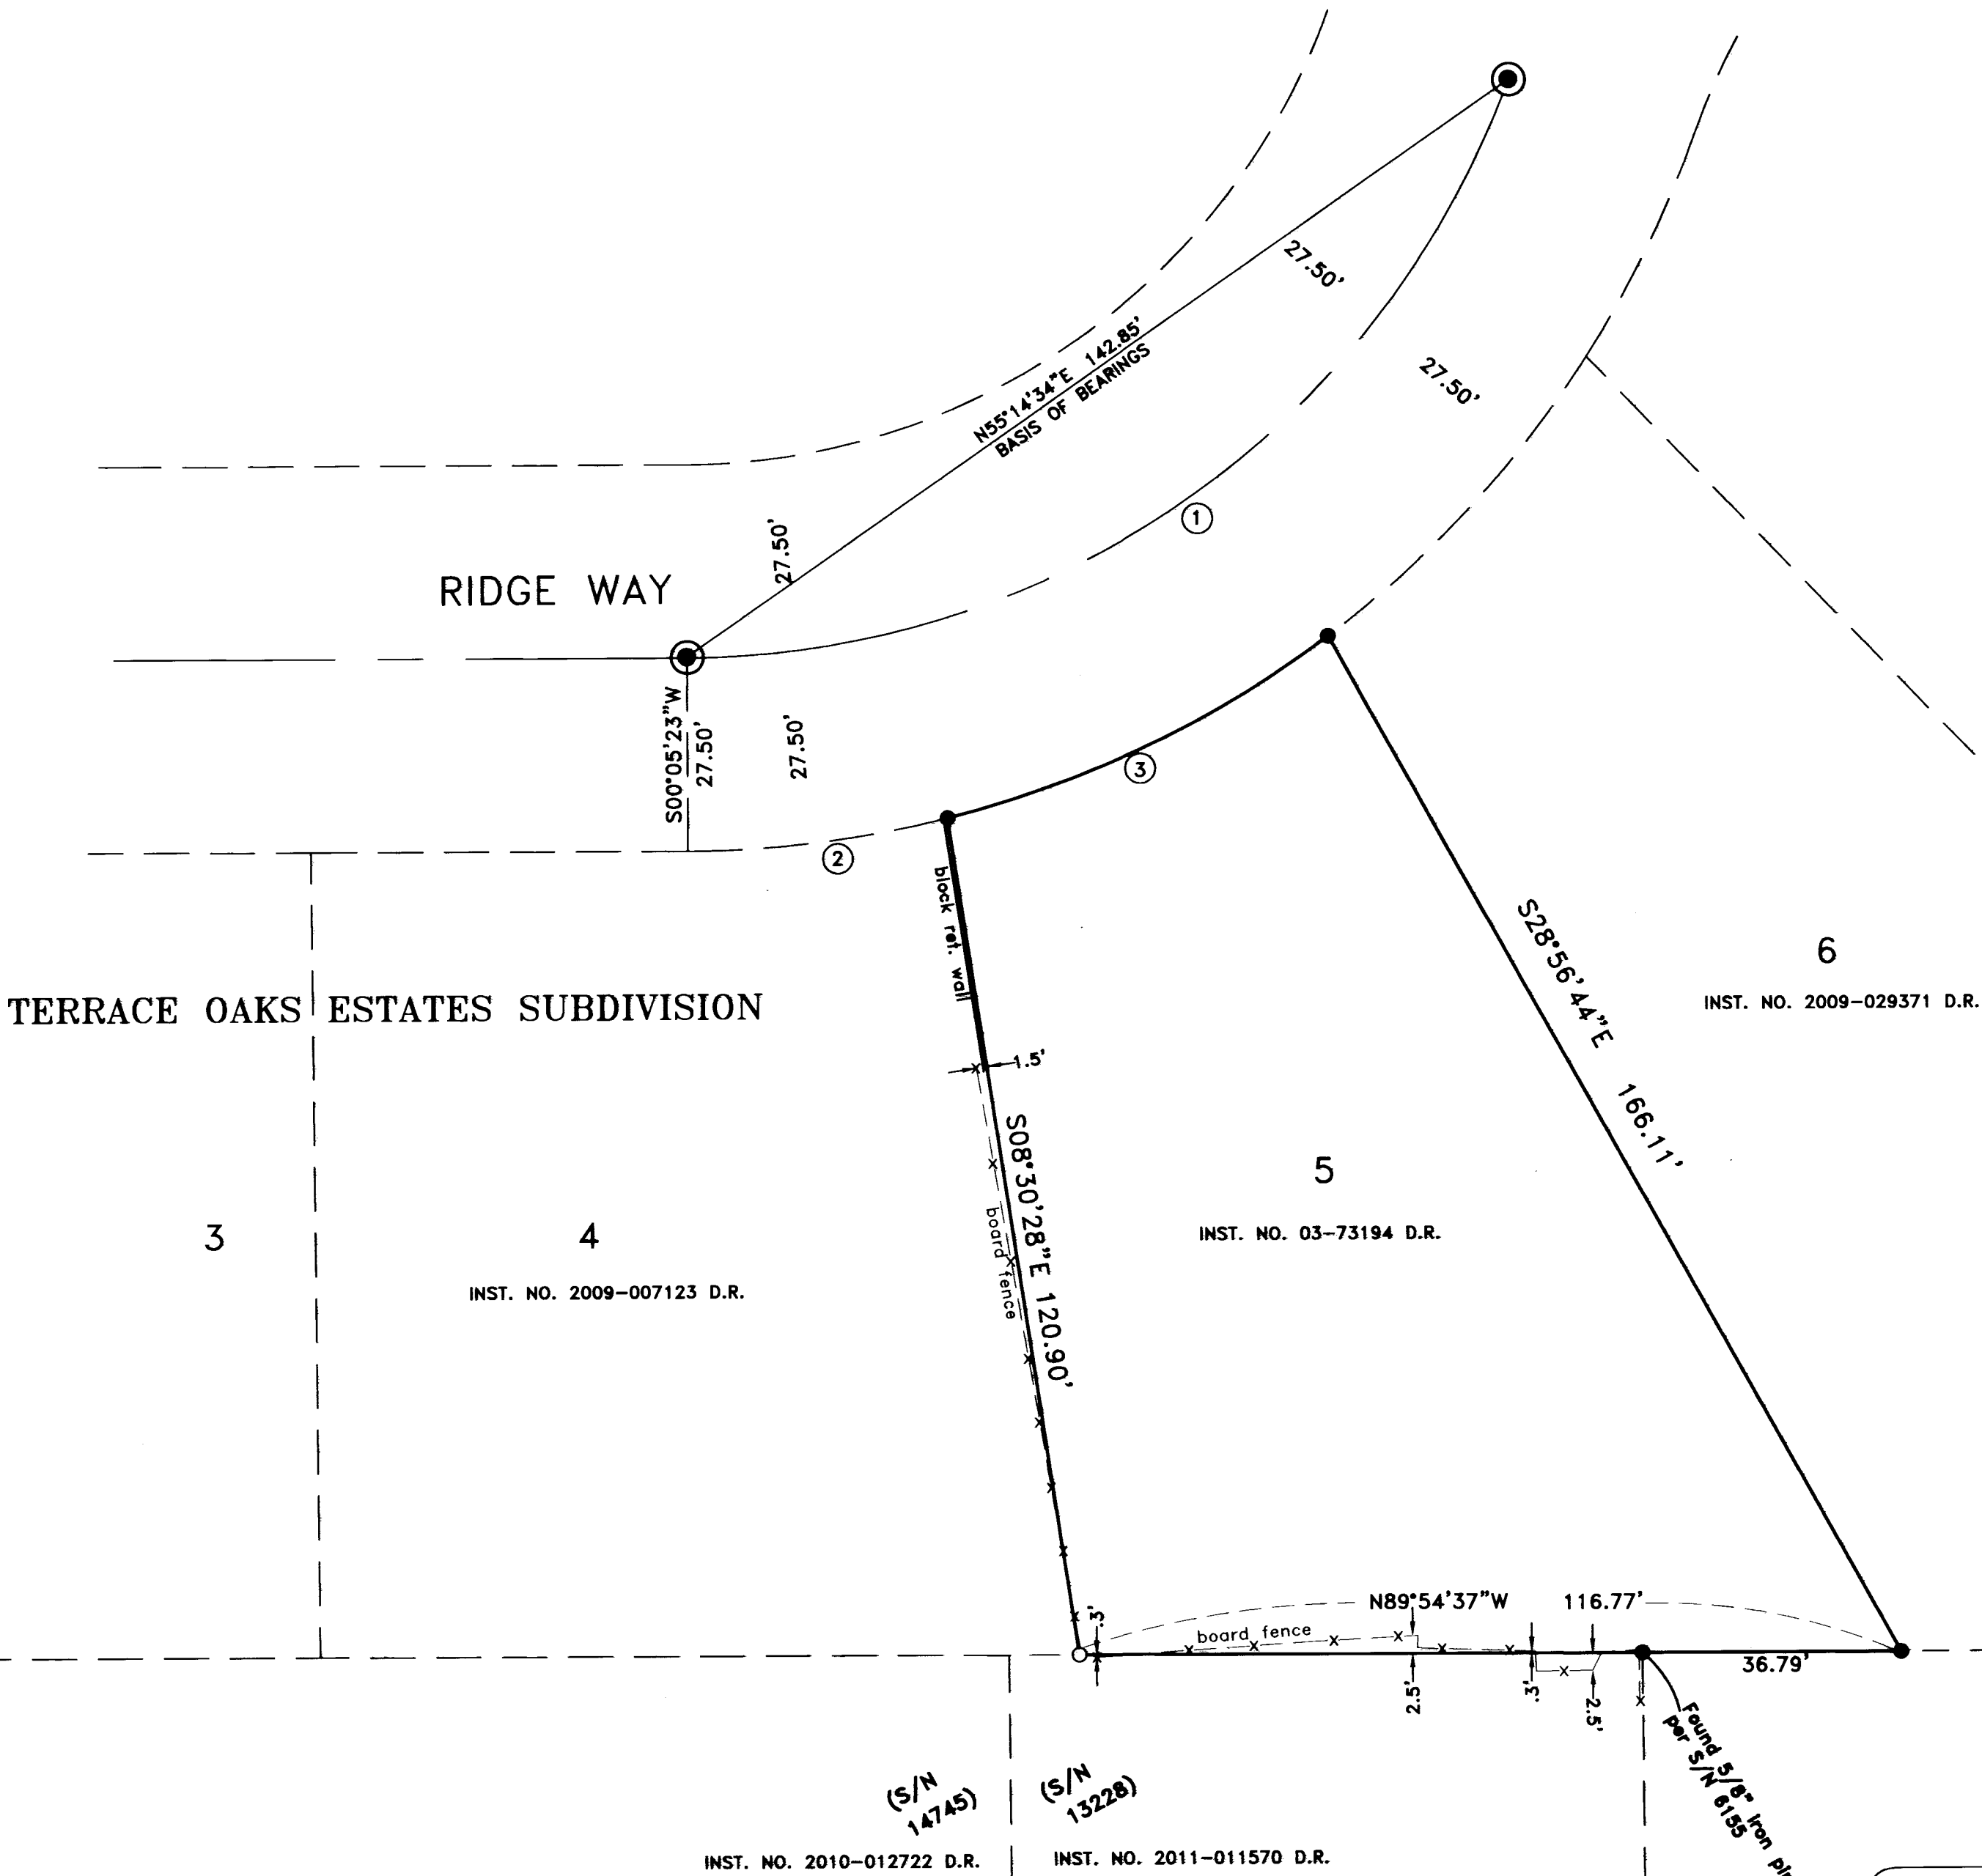 27.50'
27.50'
N55°14'34"E 142.85'
BASIS OF BEARINGS
1
27.50'
RIDGE WAY
S00°05'23"W
27.50'
27.50'
3
2
block ret. wall
S28°56'44"E 166.11'
6
INST. NO. 2009-029371 D.R.
TERRACE OAKS ESTATES SUBDIVISION
1.5'
S08°30'28"E 120.90'
board fence
5
INST. NO. 03-73194 D.R.
3
4
INST. NO. 2009-007123 D.R.
N89°54'37"W 116.77'
.3'
board fence
36.79'
2.5'
.3'
2.5'
Found 5/8" iron
per S/N 6155
(S/N
14745)
(S/N
13228)
INST. NO. 2010-012722 D.R.
INST. NO. 2011-011570 D.R.